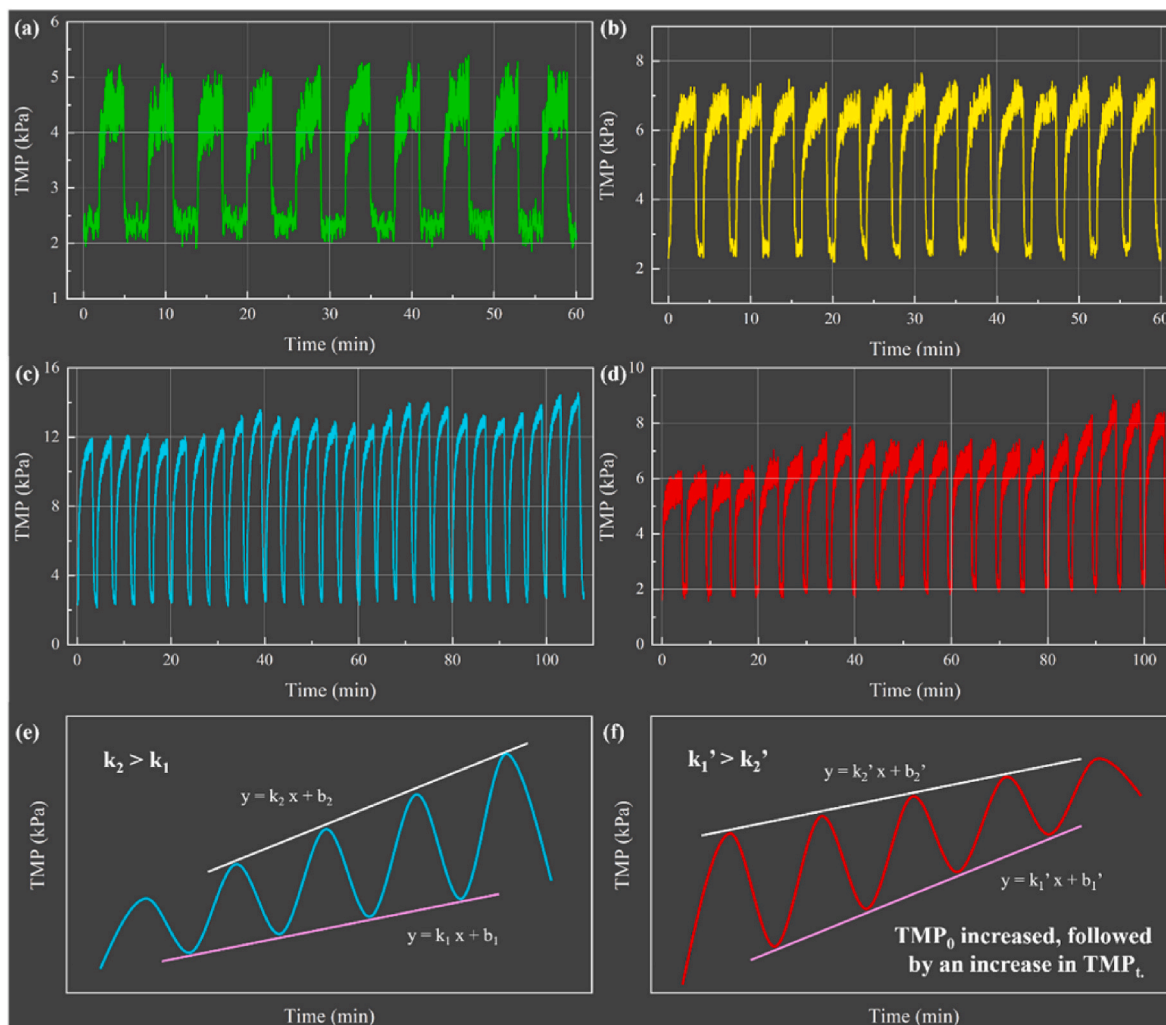 (a)
6
5
4
3
2
1
TMP (kPa)
0 10 20 30 40 50 60
Time (min)
(b)
8
6
4
2
TMP (kPa)
0 10 20 30 40 50 60
Time (min)
(c)
16
12
8
4
0
TMP (kPa)
0 20 40 60 80 100
Time (min)
(d)
10
8
6
4
2
0
TMP (kPa)
0 20 40 60 80 100
Time (min)
(e)
k₂ > k₁
y = k₂ x + b₂
y = k₁ x + b₁
TMP (kPa)
Time (min)
(f)
k₁’ > k₂’
y = k₂’ x + b₂’
y = k₁’ x + b₁’
TMP₀ increased, followed
by an increase in TMPₜ.
TMP (kPa)
Time (min)